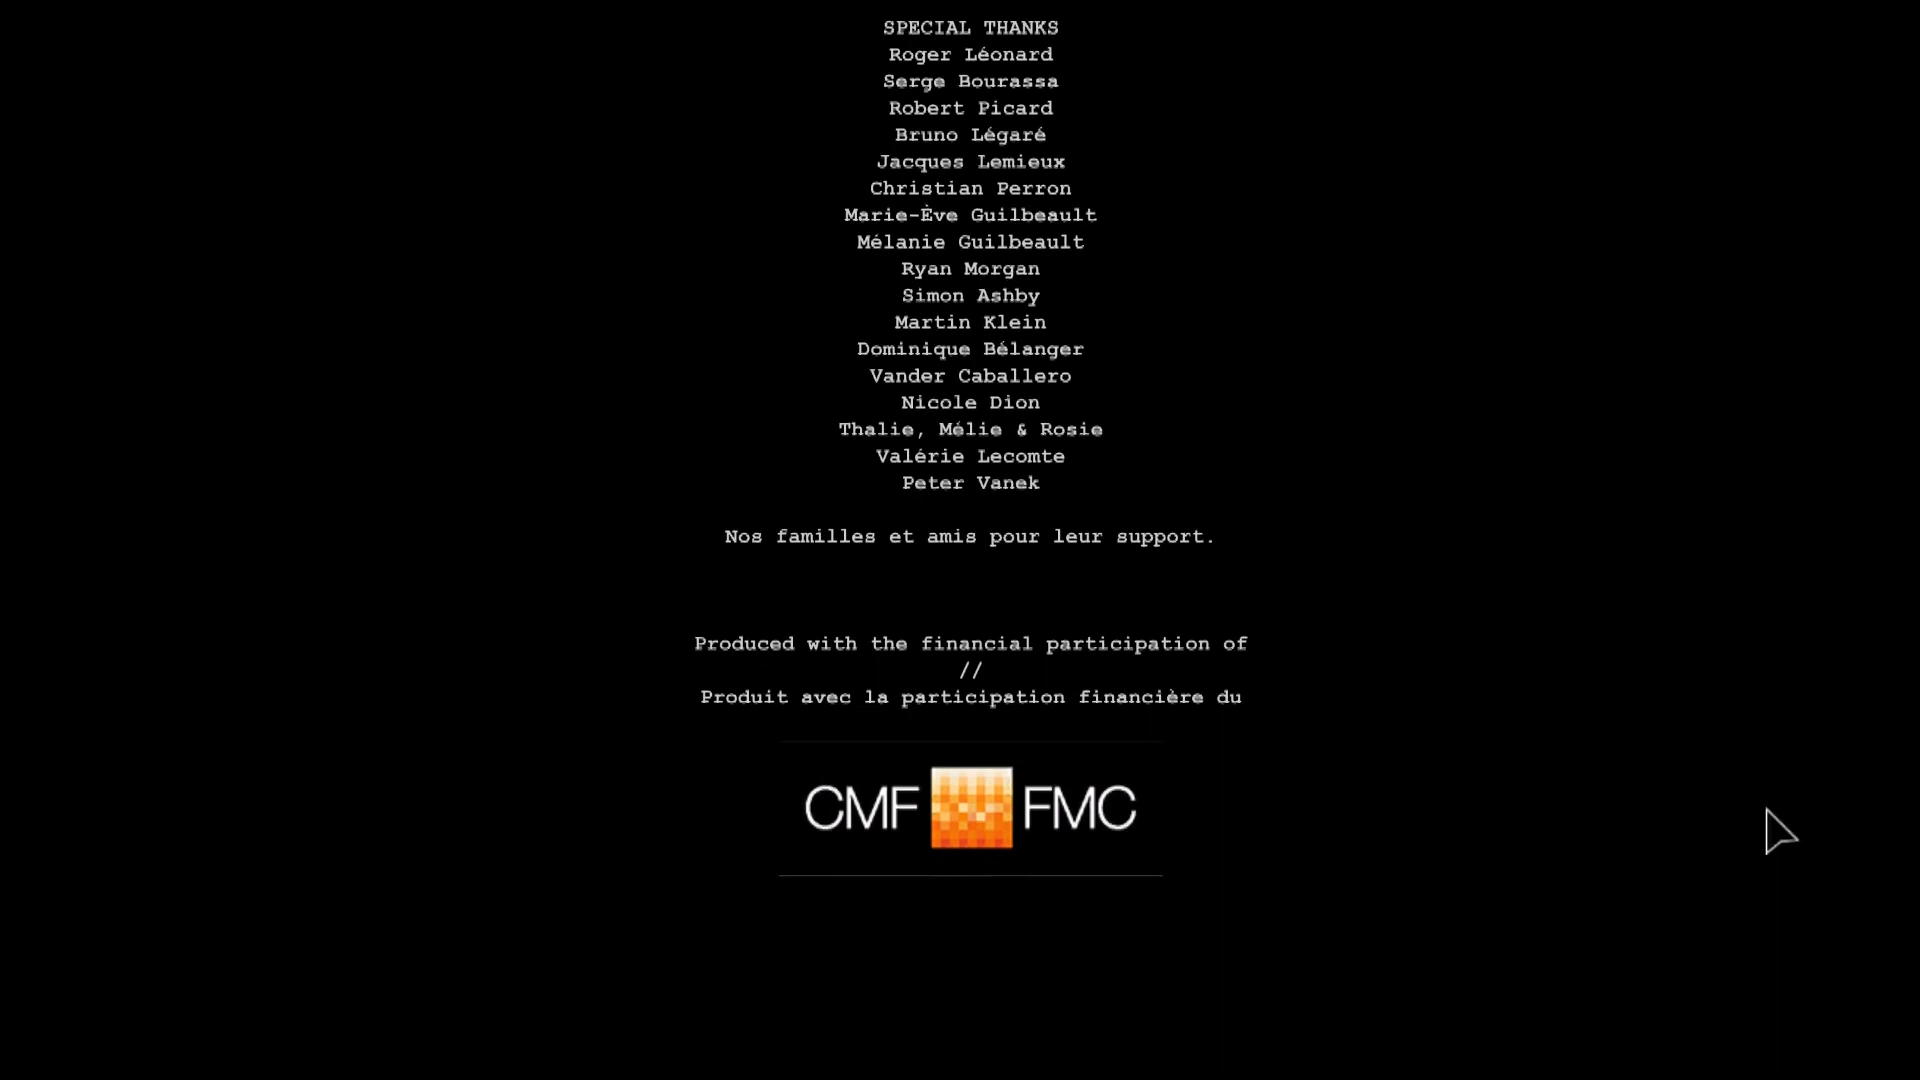 SPECIAL THANKS
Roger Léonard
Serge Bourassa
Robert Picard
Bruno Légaré
Jacques Lemieux
Christian Perron
Marie-Ève Guilbeault
Mélanie Guilbeault
Ryan Morgan
Simon Ashby
Martin Klein
Dominique Bélanger
Vander Caballero
Nicole Dion
Thalie, Mélie & Rosie
Valérie Lecomte
Peter Vanek
Nos familles et amis pour leur support.
Produced with the financial participation of
//
Produit avec la participation financière du
CMF FMC